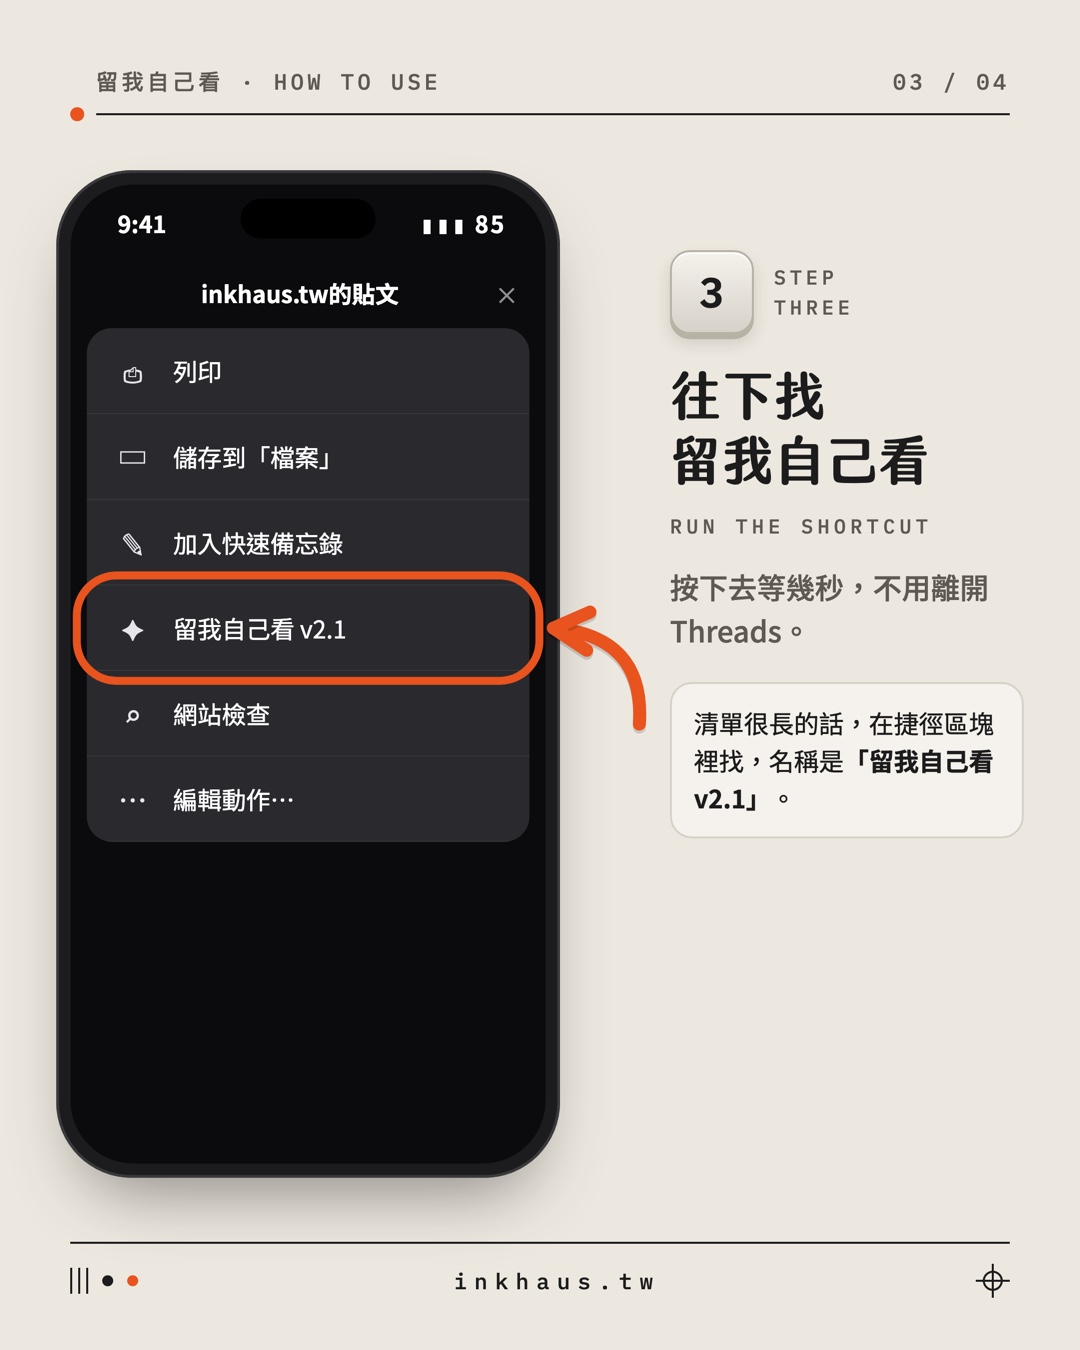 留我自己看 · HOW TO USE
03 / 04
9:41
85
inkhaus.tw的貼文
列印
儲存到「檔案」
加入快速備忘錄
留我自己看 v2.1
網站檢查
編輯動作⋯
3
STEP
THREE
往下找
留我自己看
RUN THE SHORTCUT
按下去等幾秒，不用離開
Threads。
清單很長的話，在捷徑區塊
裡找，名稱是「留我自己看
v2.1」。
inkhaus.tw